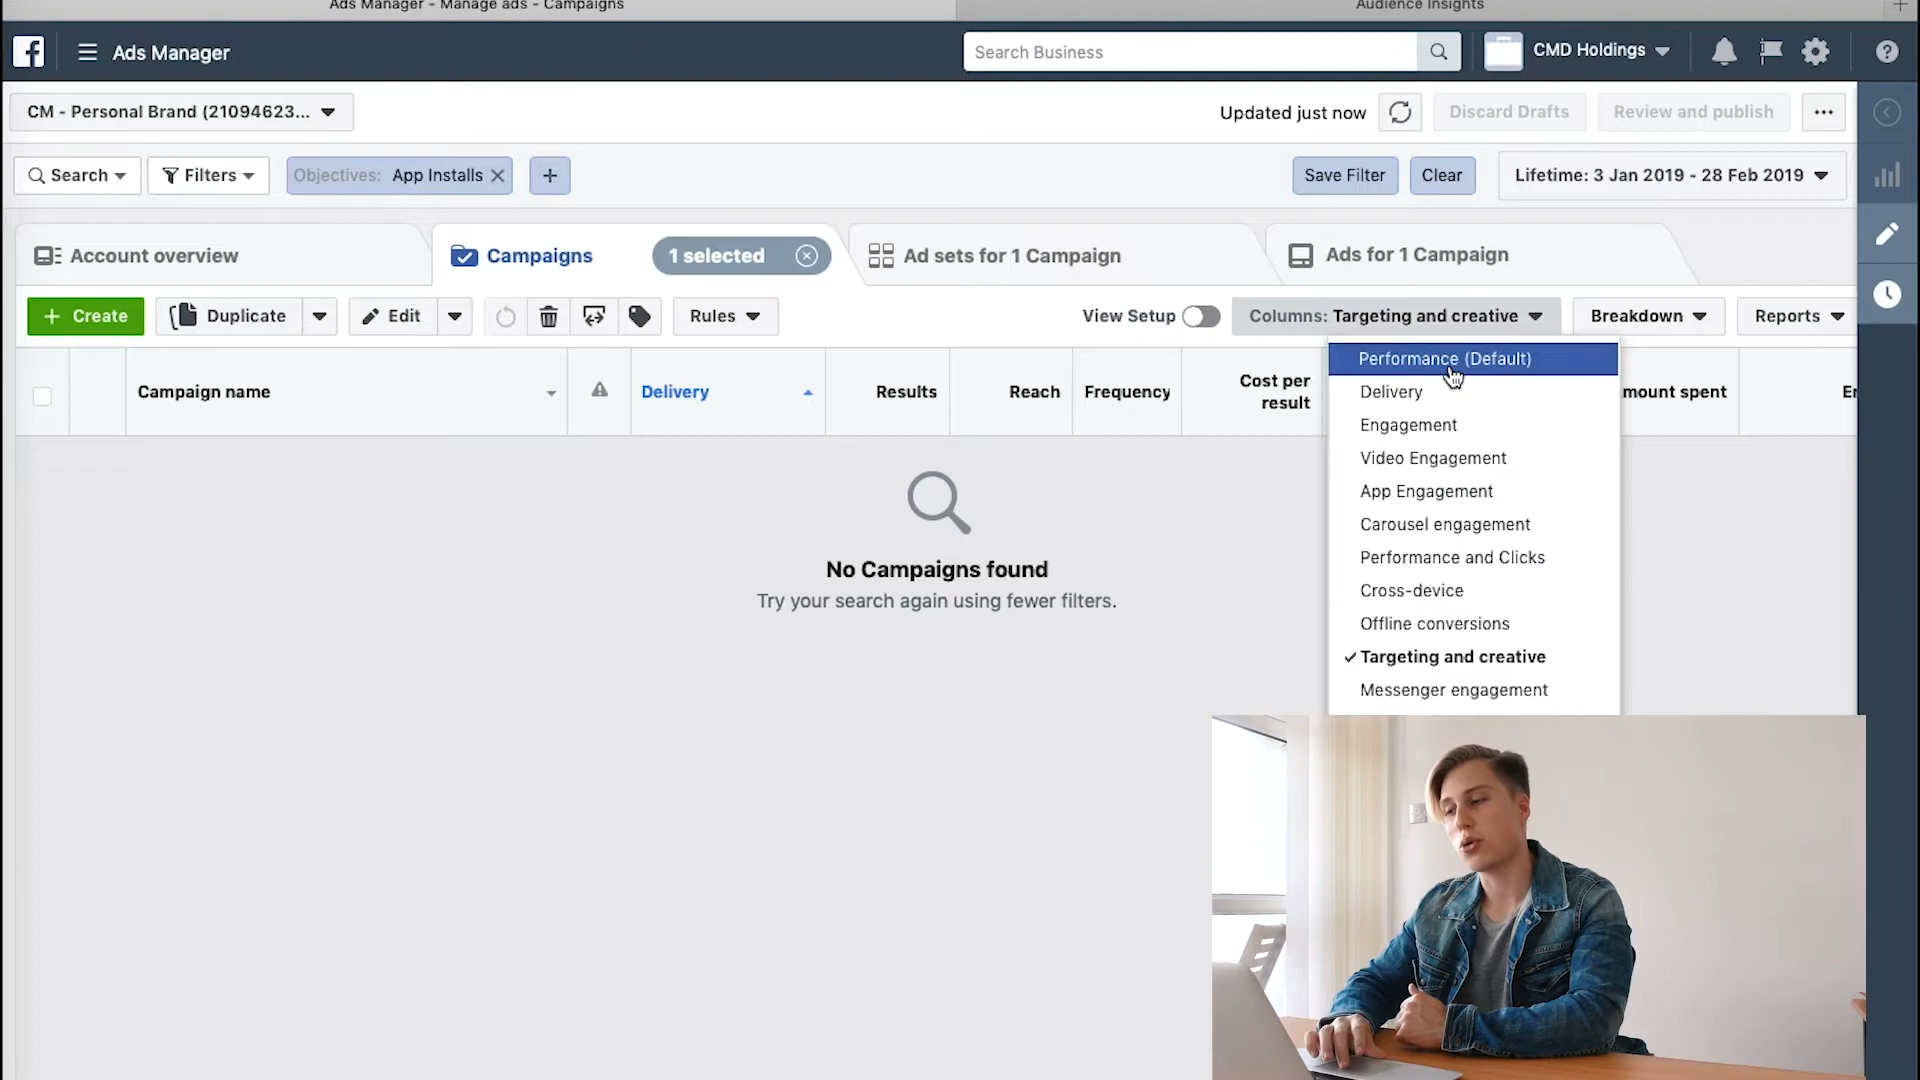 Ads Manager - Manage ads - Campaigns
Audience Insights
Ads Manager
Search Business
CMD Holdings
CM - Personal Brand (21094623...
Updated just now
Discard Drafts
Review and publish
Search
Filters
Objectives: App Installs
Save Filter
Clear
Lifetime: 3 Jan 2019 - 28 Feb 2019
Account overview
Campaigns
1 selected
Ad sets for 1 Campaign
Ads for 1 Campaign
+ Create
Duplicate
Edit
Rules
View Setup
Columns: Targeting and creative
Breakdown
Reports
Campaign name
Delivery
Results
Reach
Frequency
Cost per
result
mount spent
Performance (Default)
Delivery
Engagement
Video Engagement
App Engagement
Carousel engagement
Performance and Clicks
Cross-device
Offline conversions
Targeting and creative
Messenger engagement
No Campaigns found
Try your search again using fewer filters.